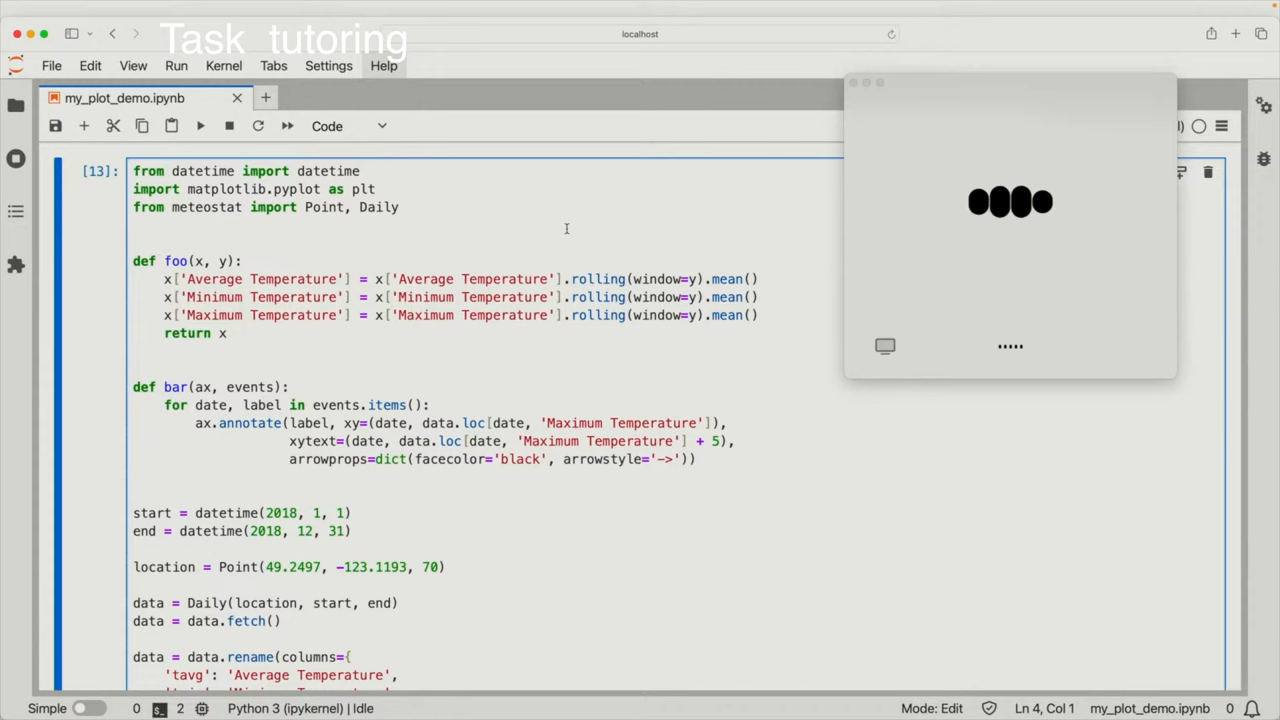 Task tutoring
localhost
File Edit View Run Kernel Tabs Settings Help
my_plot_demo.ipynb
Code
[13]:
from datetime import datetime
import matplotlib.pyplot as plt
from meteostat import Point, Daily
def foo(x, y):
x['Average Temperature'] = x['Average Temperature'].rolling(window=y).mean()
x['Minimum Temperature'] = x['Minimum Temperature'].rolling(window=y).mean()
x['Maximum Temperature'] = x['Maximum Temperature'].rolling(window=y).mean()
return x
def bar(ax, events):
for date, label in events.items():
ax.annotate(label, xy=(date, data.loc[date, 'Maximum Temperature']),
xytext=(date, data.loc[date, 'Maximum Temperature'] + 5),
arrowprops=dict(facecolor='black', arrowstyle='->'))
start = datetime(2018, 1, 1)
end = datetime(2018, 12, 31)
location = Point(49.2497, -123.1193, 70)
data = Daily(location, start, end)
data = data.fetch()
data = data.rename(columns={
'tavg': 'Average Temperature',
Simple 0 2 Python 3 (ipykernel) | Idle Mode: Edit Ln 4, Col 1 my_plot_demo.ipynb 0